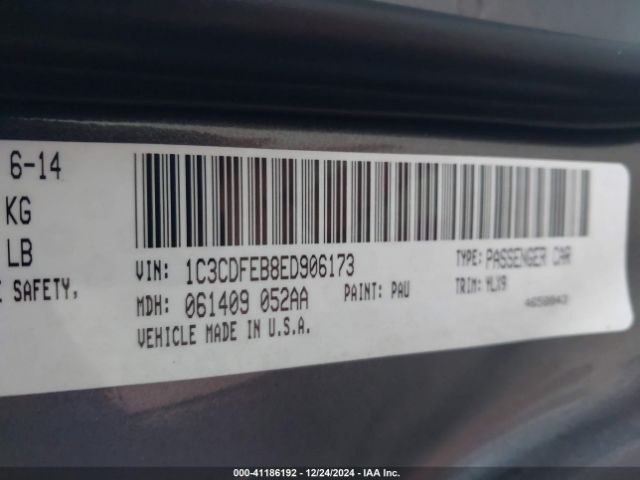 6-14
KG
LB
E SAFETY,
VIN: 1C3CDFEB8ED906173
TYPE: PASSENGER CAR
MDH: 061409 052AA
PAINT: PAU
TRIM: MLX9
VEHICLE MADE IN U.S.A.
000-41186192 - 12/24/2024 - IAA Inc.